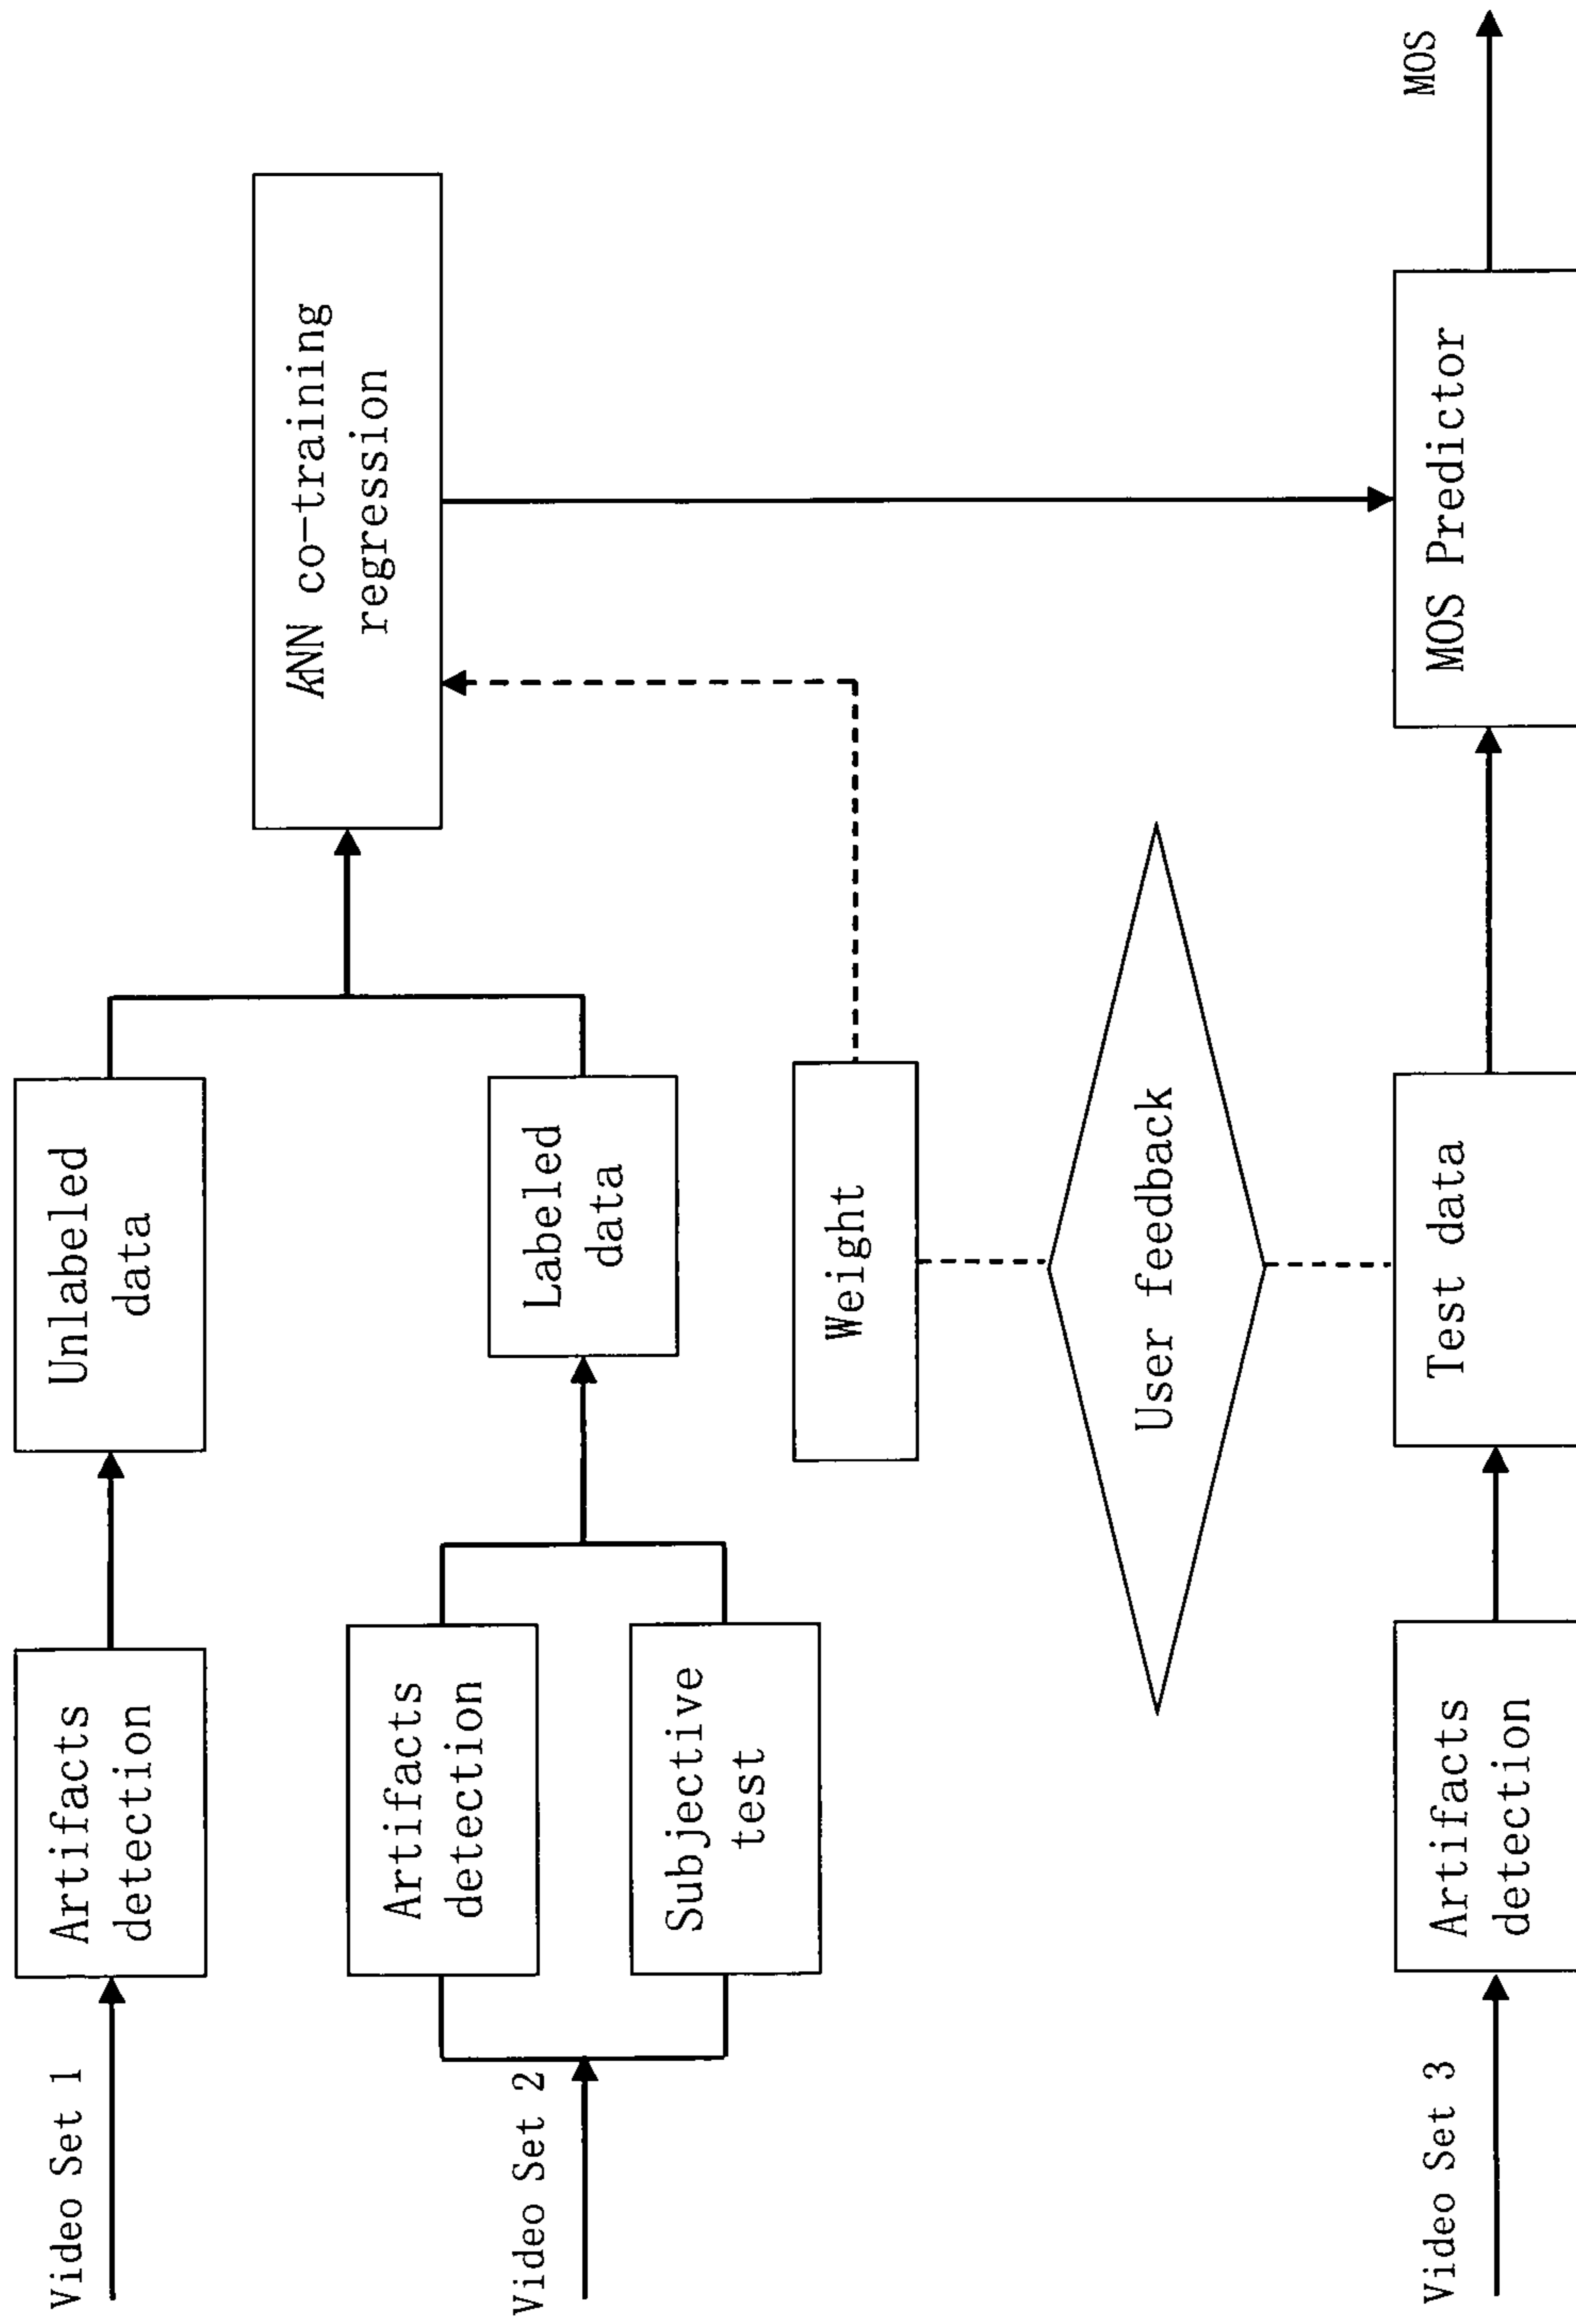 Video Set 1
Artifacts
detection
Unlabeled
data
kNN co-training
regression
Video Set 2
Artifacts
detection
Subjective
test
Labeled
data
Weight
User feedback
Video Set 3
Artifacts
detection
Test data
MOS Predictor
MOS